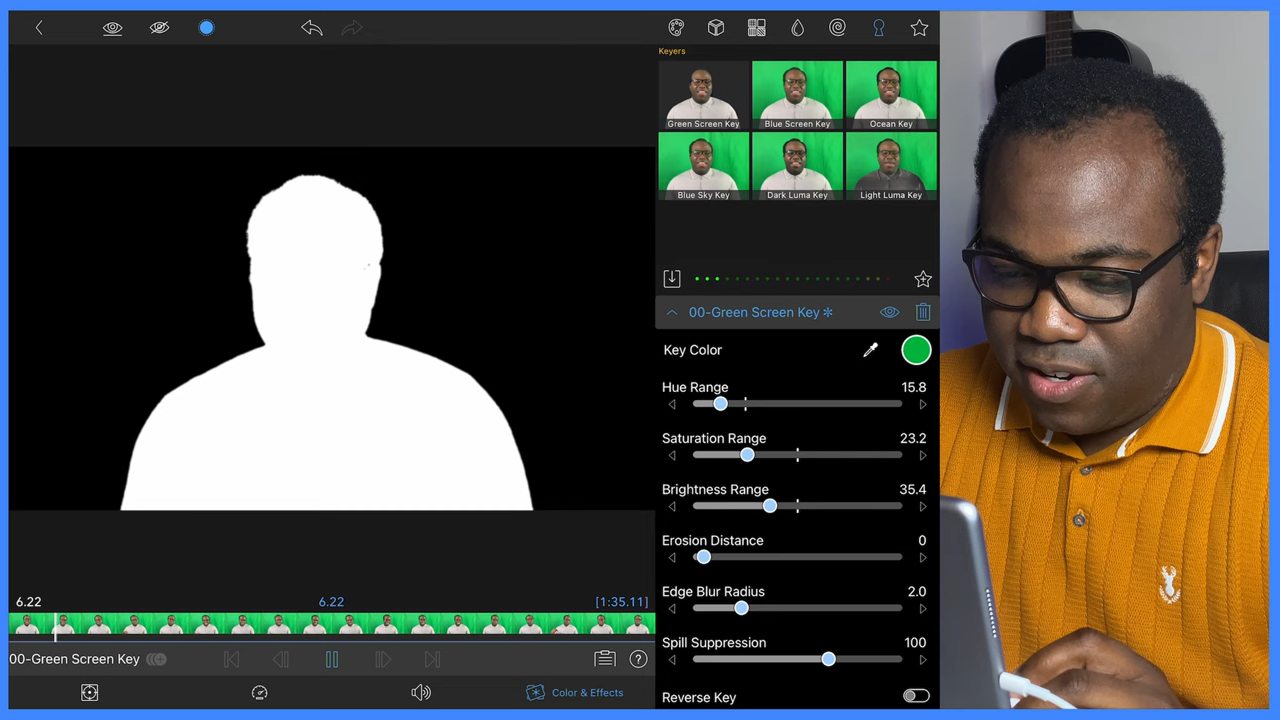 Keyers
Green Screen Key
Blue Screen Key
Ocean Key
Blue Sky Key
Dark Luma Key
Light Luma Key
00-Green Screen Key *
Key Color
Hue Range 15.8
Saturation Range 23.2
Brightness Range 35.4
Erosion Distance 0
Edge Blur Radius 2.0
Spill Suppression 100
Reverse Key
6.22 6.22 [1:35.11]
00-Green Screen Key
?
Color & Effects